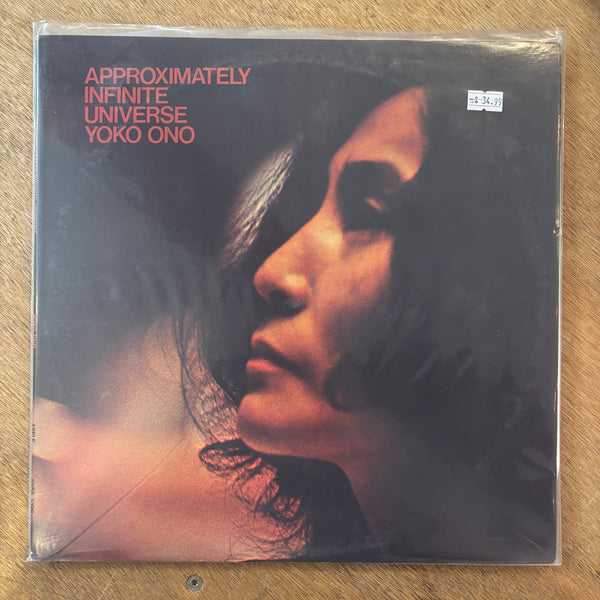 APPROXIMATELY
INFINITE
UNIVERSE
YOKO ONO
$ 34.99